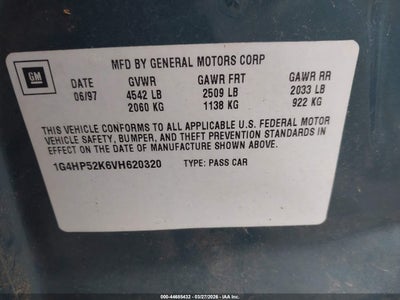 GM
MFD BY GENERAL MOTORS CORP
DATE GVWR GAWR FRT GAWR RR
06/97 4542 LB 2509 LB 2033 LB
2060 KG 1138 KG 922 KG
THIS VEHICLE CONFORMS TO ALL APPLICABLE U.S. FEDERAL MOTOR
VEHICLE SAFETY, BUMPER, AND THEFT PREVENTION STANDARDS IN
EFFECT ON THE DATE OF MANUFACTURE SHOWN ABOVE.
1G4HP52K6VH620320 TYPE: PASS CAR
000-44655432 - 03/27/2026 - IAAI.COM